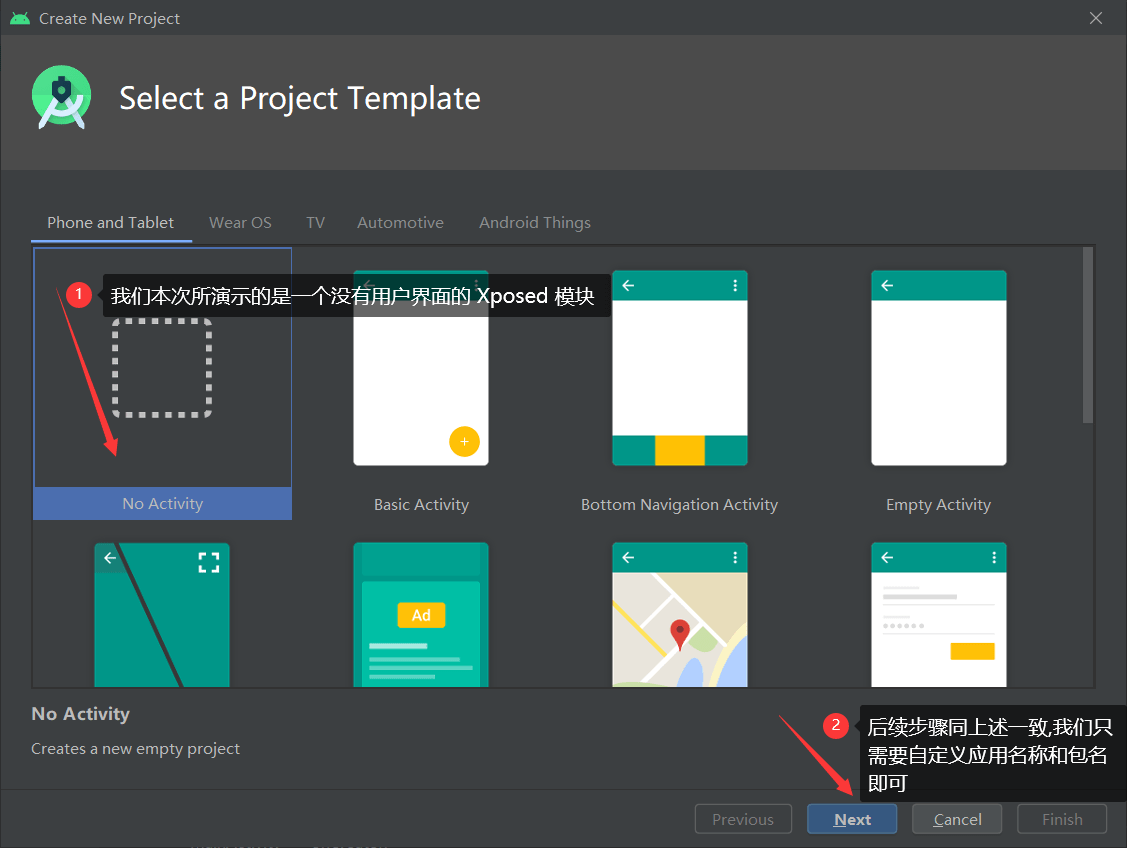 Create New Project
Select a Project Template
Phone and Tablet
Wear OS
TV
Automotive
Android Things
1
我们本次所演示的是一个没有用户界面的 Xposed 模块
+
No Activity
Basic Activity
Bottom Navigation Activity
Empty Activity
Ad
No Activity
Creates a new empty project
2
后续步骤同上述一致,我们只
需要自定义应用名称和包名
即可
Previous
Next
Cancel
Finish